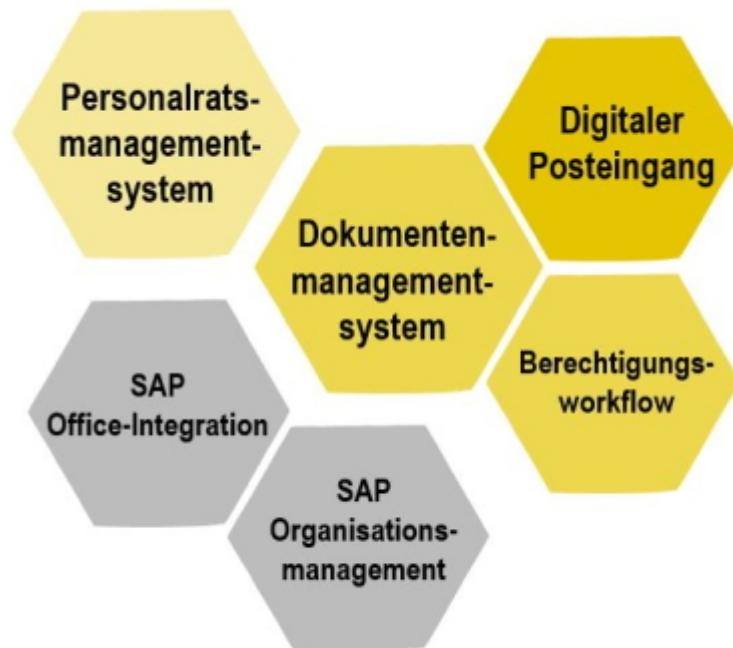 Personalrats-
management-
system
Digitaler
Posteingang
Dokumenten-
management-
system
Berechtigungs-
workflow
SAP
Office-Integration
SAP
Organisations-
management